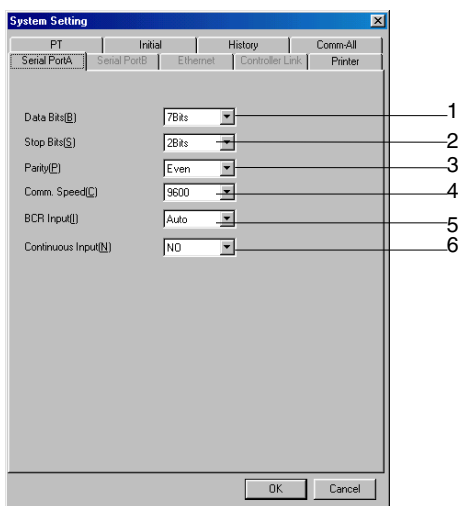 System Setting
PT Initial History Comm-All
Serial PortA Serial PortB Ethernet Controller Link Printer
Data Bits(B) 7Bits 1
Stop Bits(S) 2Bits 2
Parity(P) Even 3
Comm. Speed(C) 9600 4
BCR Input(I) Auto 5
Continuous Input(N) NO 6
OK Cancel